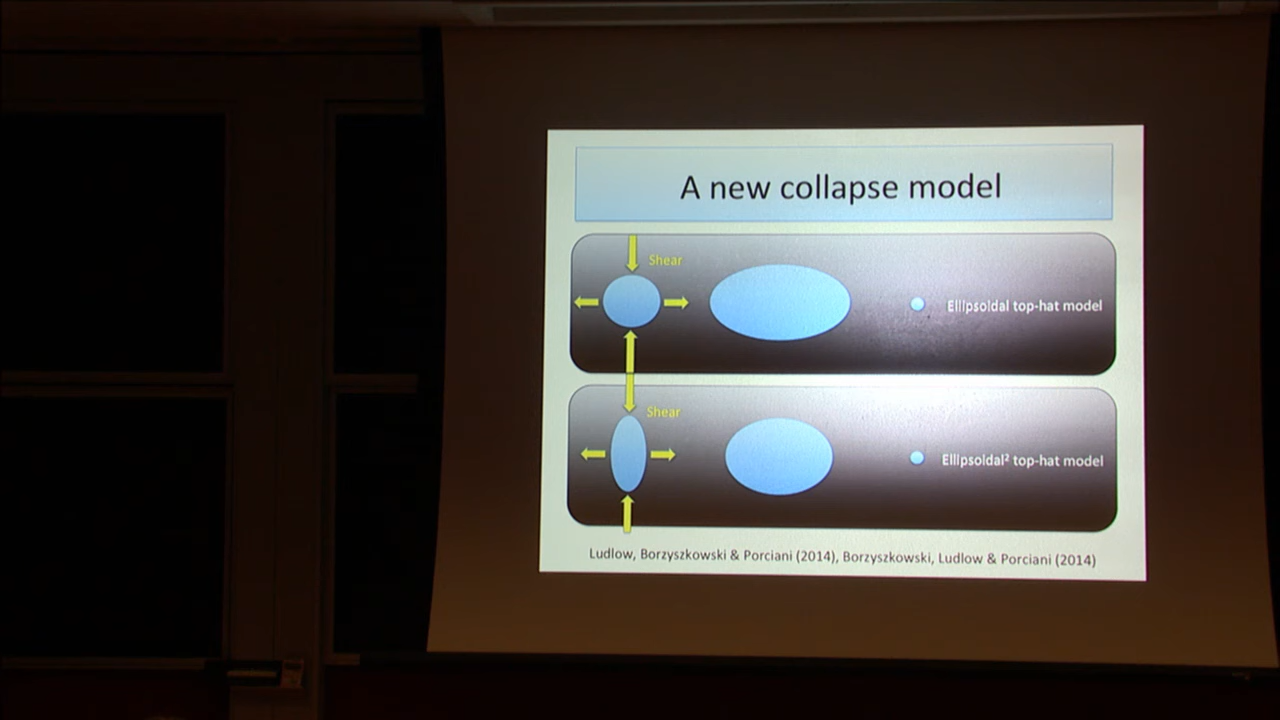 A new collapse model
Shear
Ellipsoidal top-hat model
Shear
Ellipsoidal² top-hat model
Ludlow, Borzyszkowski & Porciani (2014), Borzyszkowski, Ludlow & Porciani (2014)